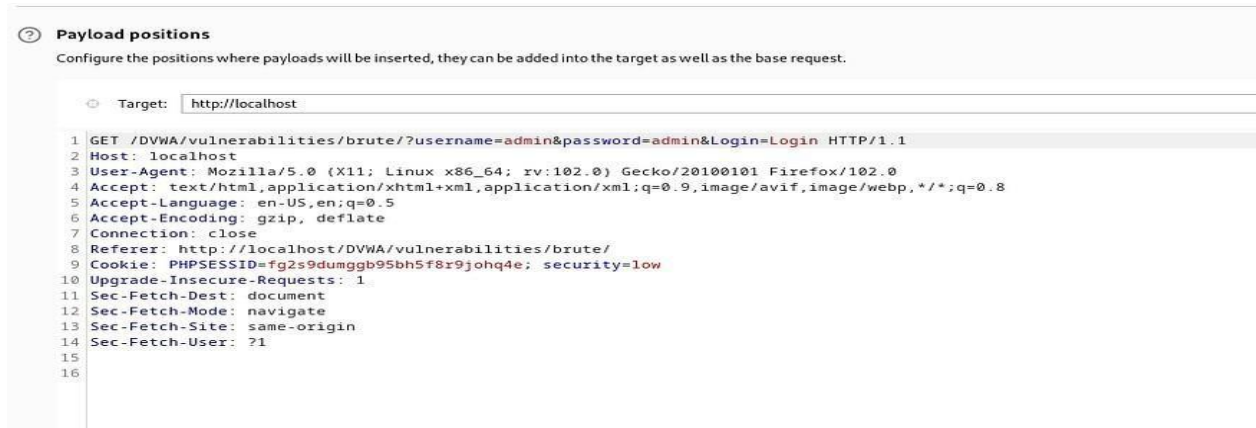 Payload positions
Configure the positions where payloads will be inserted, they can be added into the target as well as the base request.
Target: http://localhost
1 GET /DVWA/vulnerabilities/brute/?username=admin&password=admin&Login=Login HTTP/1.1
2 Host: localhost
3 User-Agent: Mozilla/5.0 (X11; Linux x86_64; rv:102.0) Gecko/20100101 Firefox/102.0
4 Accept: text/html,application/xhtml+xml,application/xml;q=0.9,image/avif,image/webp,*/*;q=0.8
5 Accept-Language: en-US,en;q=0.5
6 Accept-Encoding: gzip, deflate
7 Connection: close
8 Referer: http://localhost/DVWA/vulnerabilities/brute/
9 Cookie: PHPSESSID=fg2s9dumggb95bh5f8r9johq4e; security=low
10 Upgrade-Insecure-Requests: 1
11 Sec-Fetch-Dest: document
12 Sec-Fetch-Mode: navigate
13 Sec-Fetch-Site: same-origin
14 Sec-Fetch-User: ?1
15
16